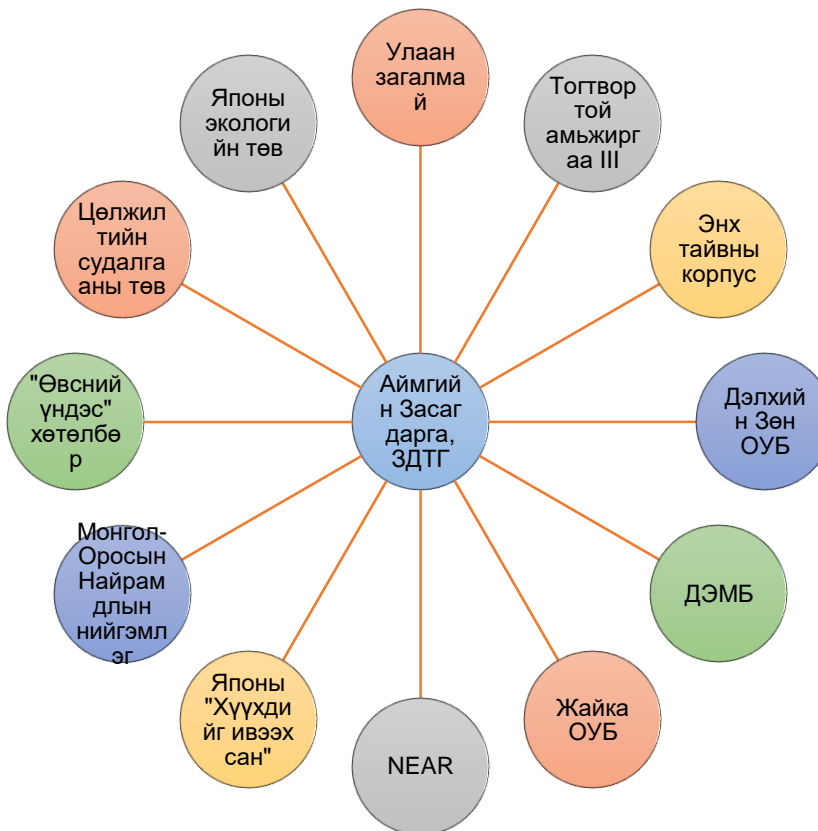 Улаан
загалма
й
Тогтвор
той
амьжирг
аа III
Энх
тайвны
корпус
Дэлхий
н Зөн
ОУБ
ДЭМБ
Жайка
ОУБ
NEAR
Японы
"Хүүхди
йг ивээх
сан"
Монгол-
Оросын
Найрам
длын
нийгэмл
эг
"Өвсний
үндэс"
хөтөлбө
р
Цөлжил
тийн
судалга
аны төв
Японы
экологи
йн төв
Аймгий
н Засаг
дарга,
ЗДТГ